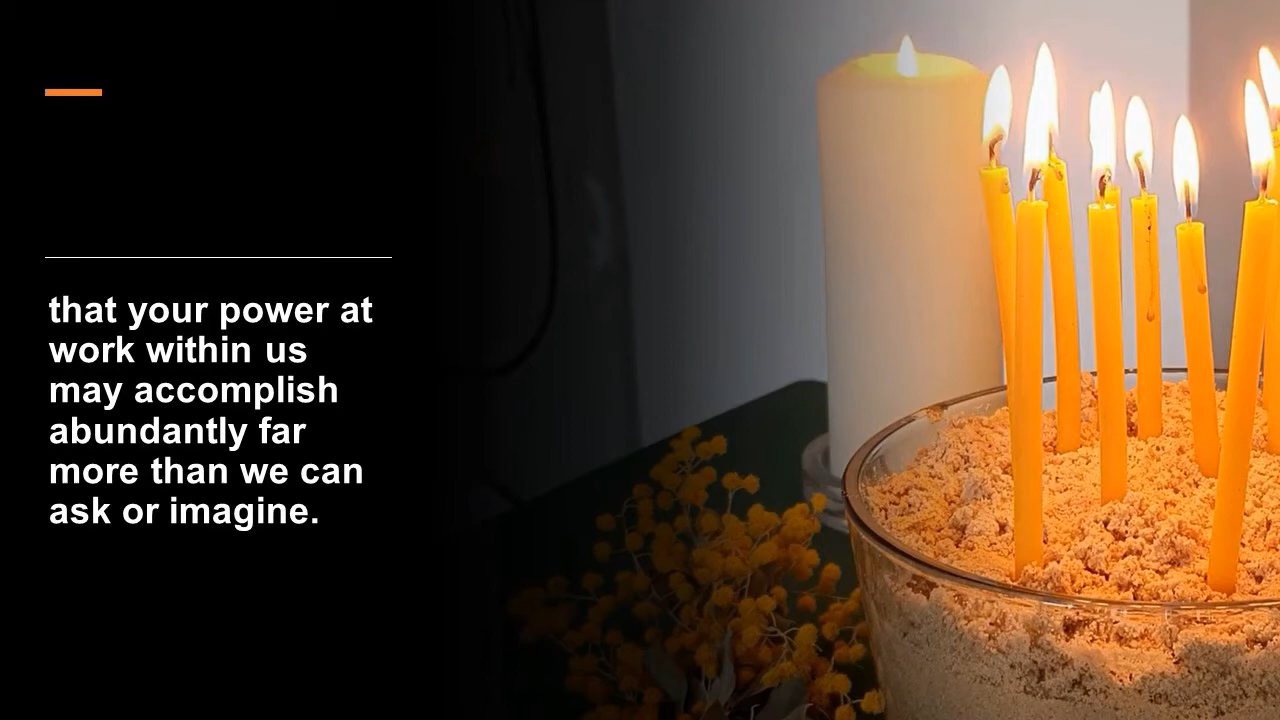 that your power at
work within us
may accomplish
abundantly far
more than we can
ask or imagine.